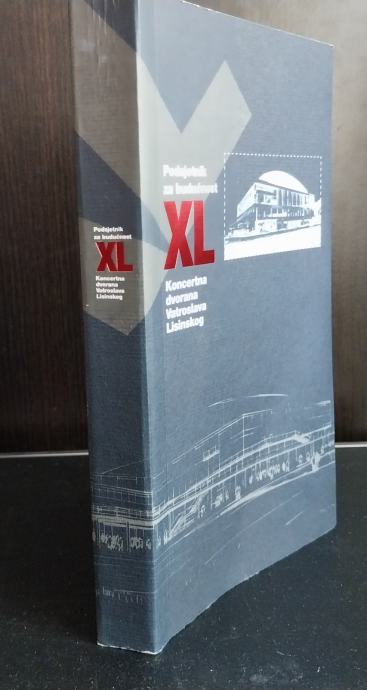 Podsjetnik
za budućnost
XL
Koncertna
dvorana
Vatroslava
Lisinskog
Podsjetnik
za budućnost
XL
Koncertna
dvorana
Vatroslava
Lisinskog